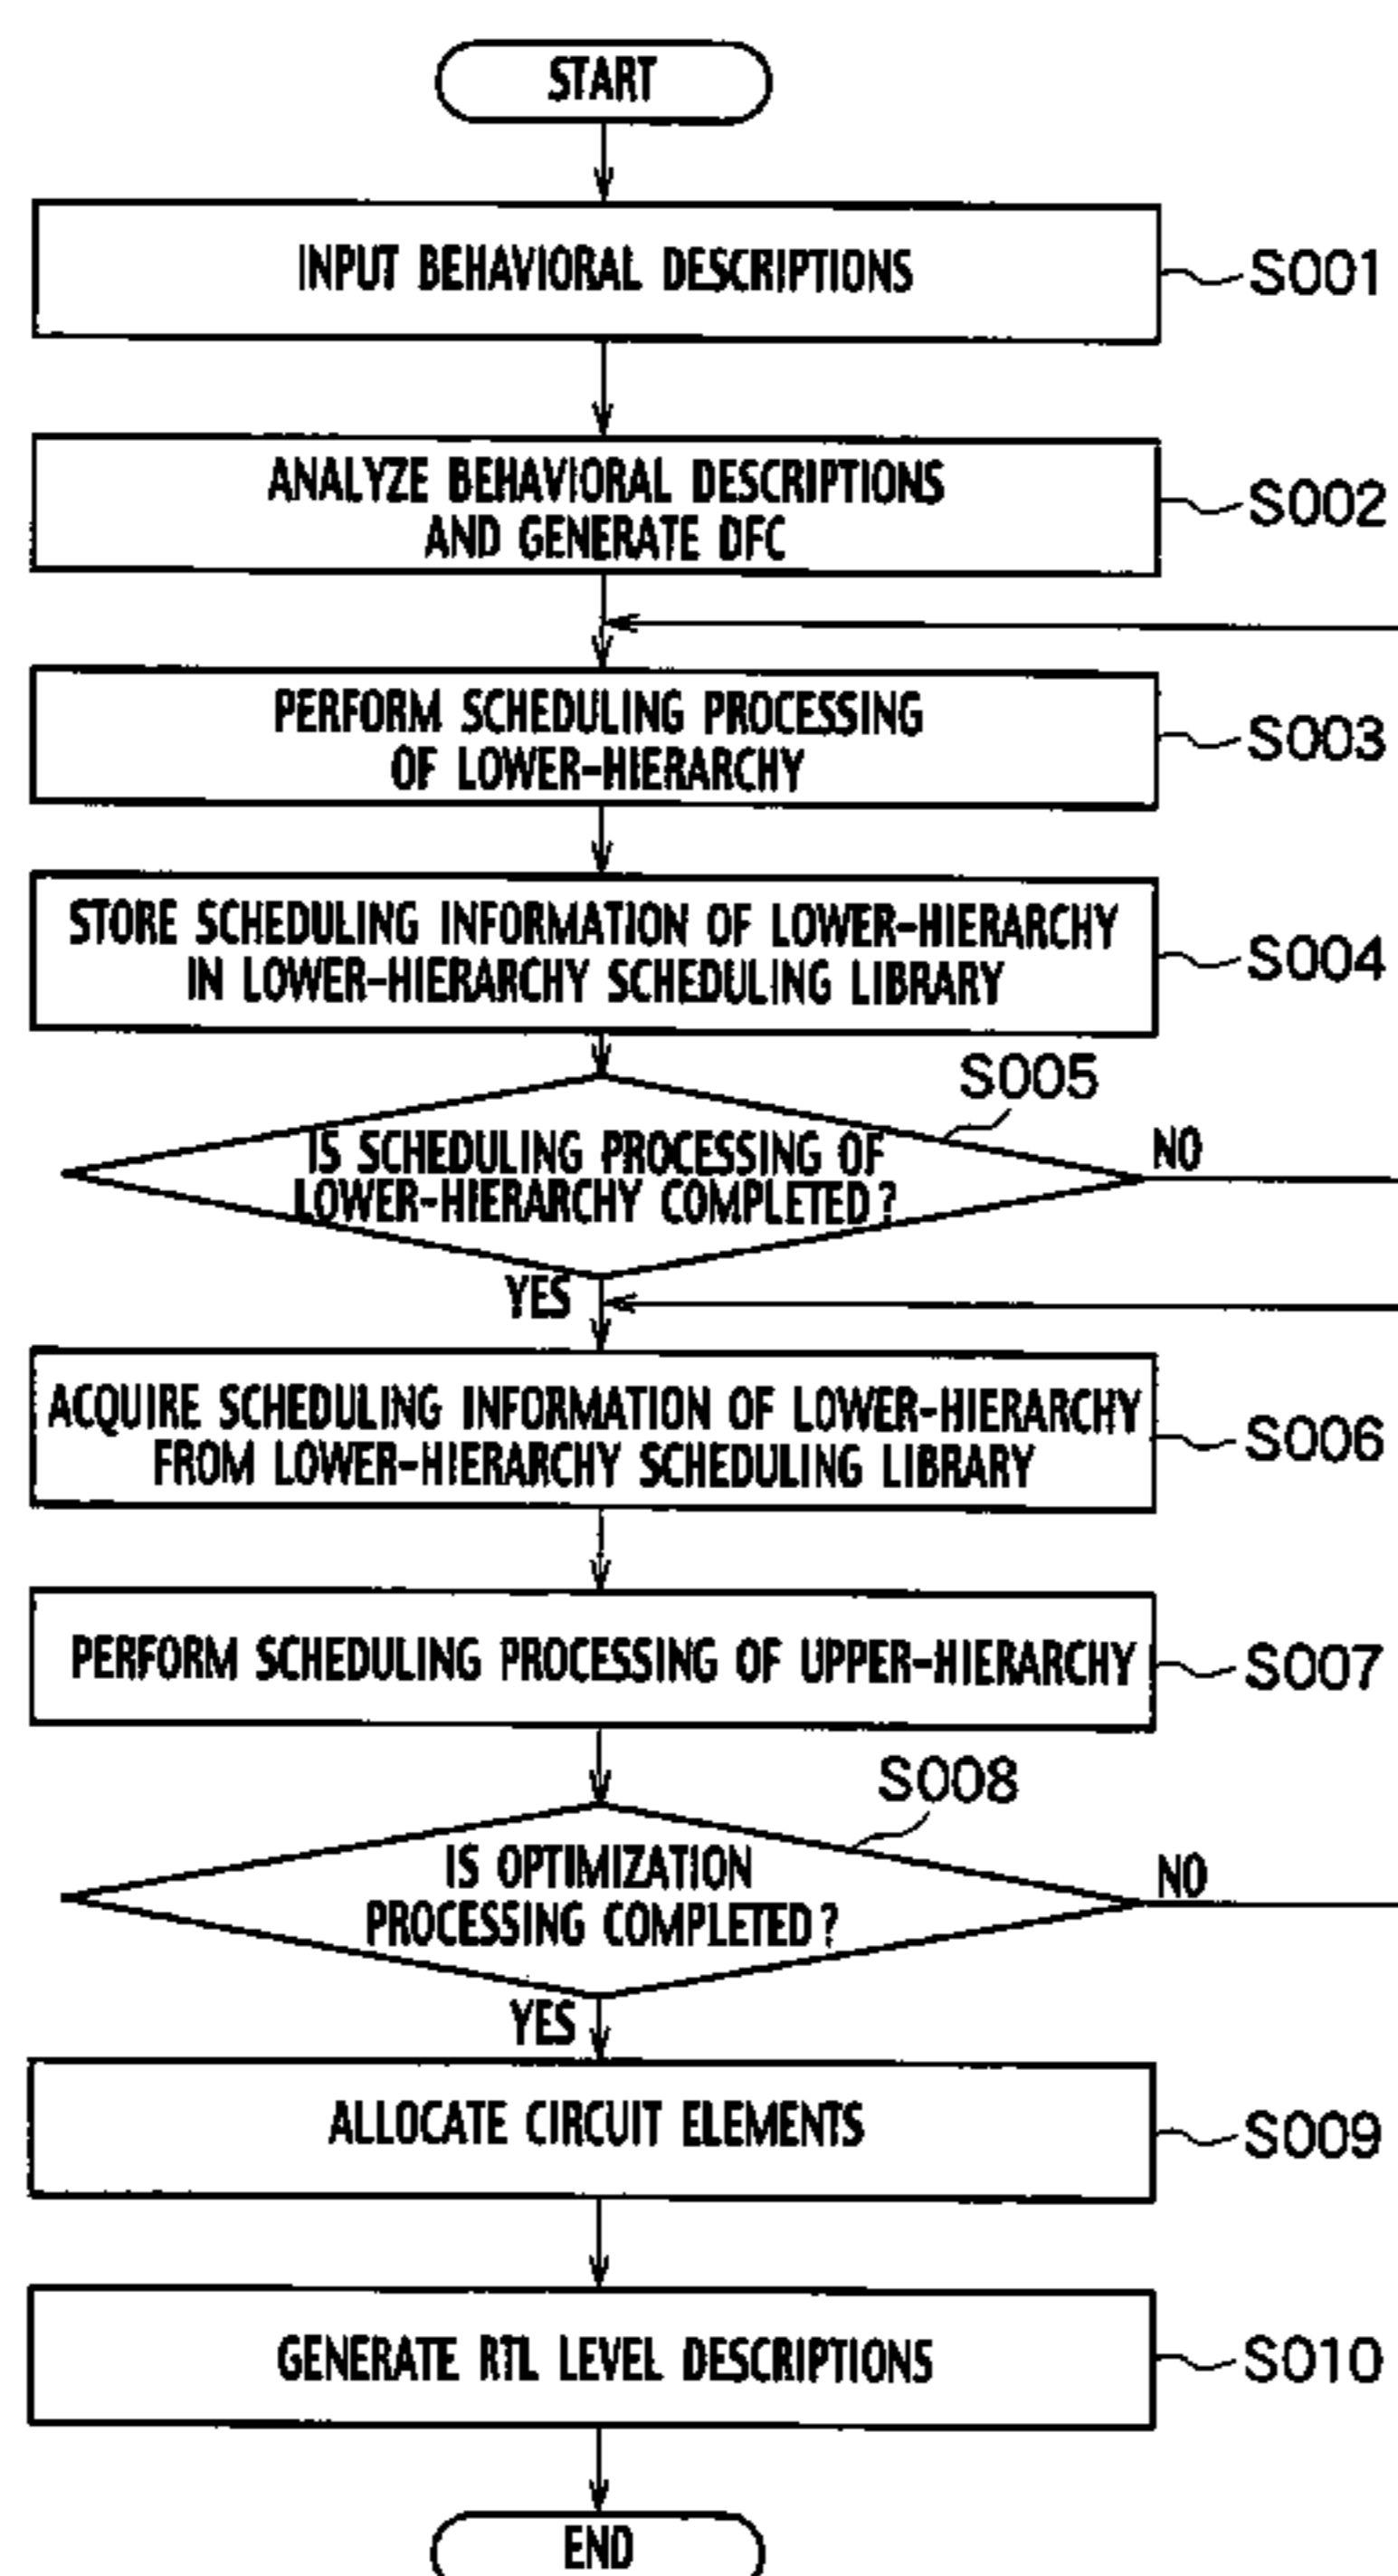 START
INPUT BEHAVIORAL DESCRIPTIONS
S001
ANALYZE BEHAVIORAL DESCRIPTIONS
AND GENERATE DFC
S002
PERFORM SCHEDULING PROCESSING
OF LOWER-HIERARCHY
S003
STORE SCHEDULING INFORMATION OF LOWER-HIERARCHY
IN LOWER-HIERARCHY SCHEDULING LIBRARY
S004
S005
IS SCHEDULING PROCESSING OF
LOWER-HIERARCHY COMPLETED?
NO
YES
ACQUIRE SCHEDULING INFORMATION OF LOWER-HIERARCHY
FROM LOWER-HIERARCHY SCHEDULING LIBRARY
S006
PERFORM SCHEDULING PROCESSING OF UPPER-HIERARCHY
S007
S008
IS OPTIMIZATION
PROCESSING COMPLETED?
NO
YES
ALLOCATE CIRCUIT ELEMENTS
S009
GENERATE RTL LEVEL DESCRIPTIONS
S010
END